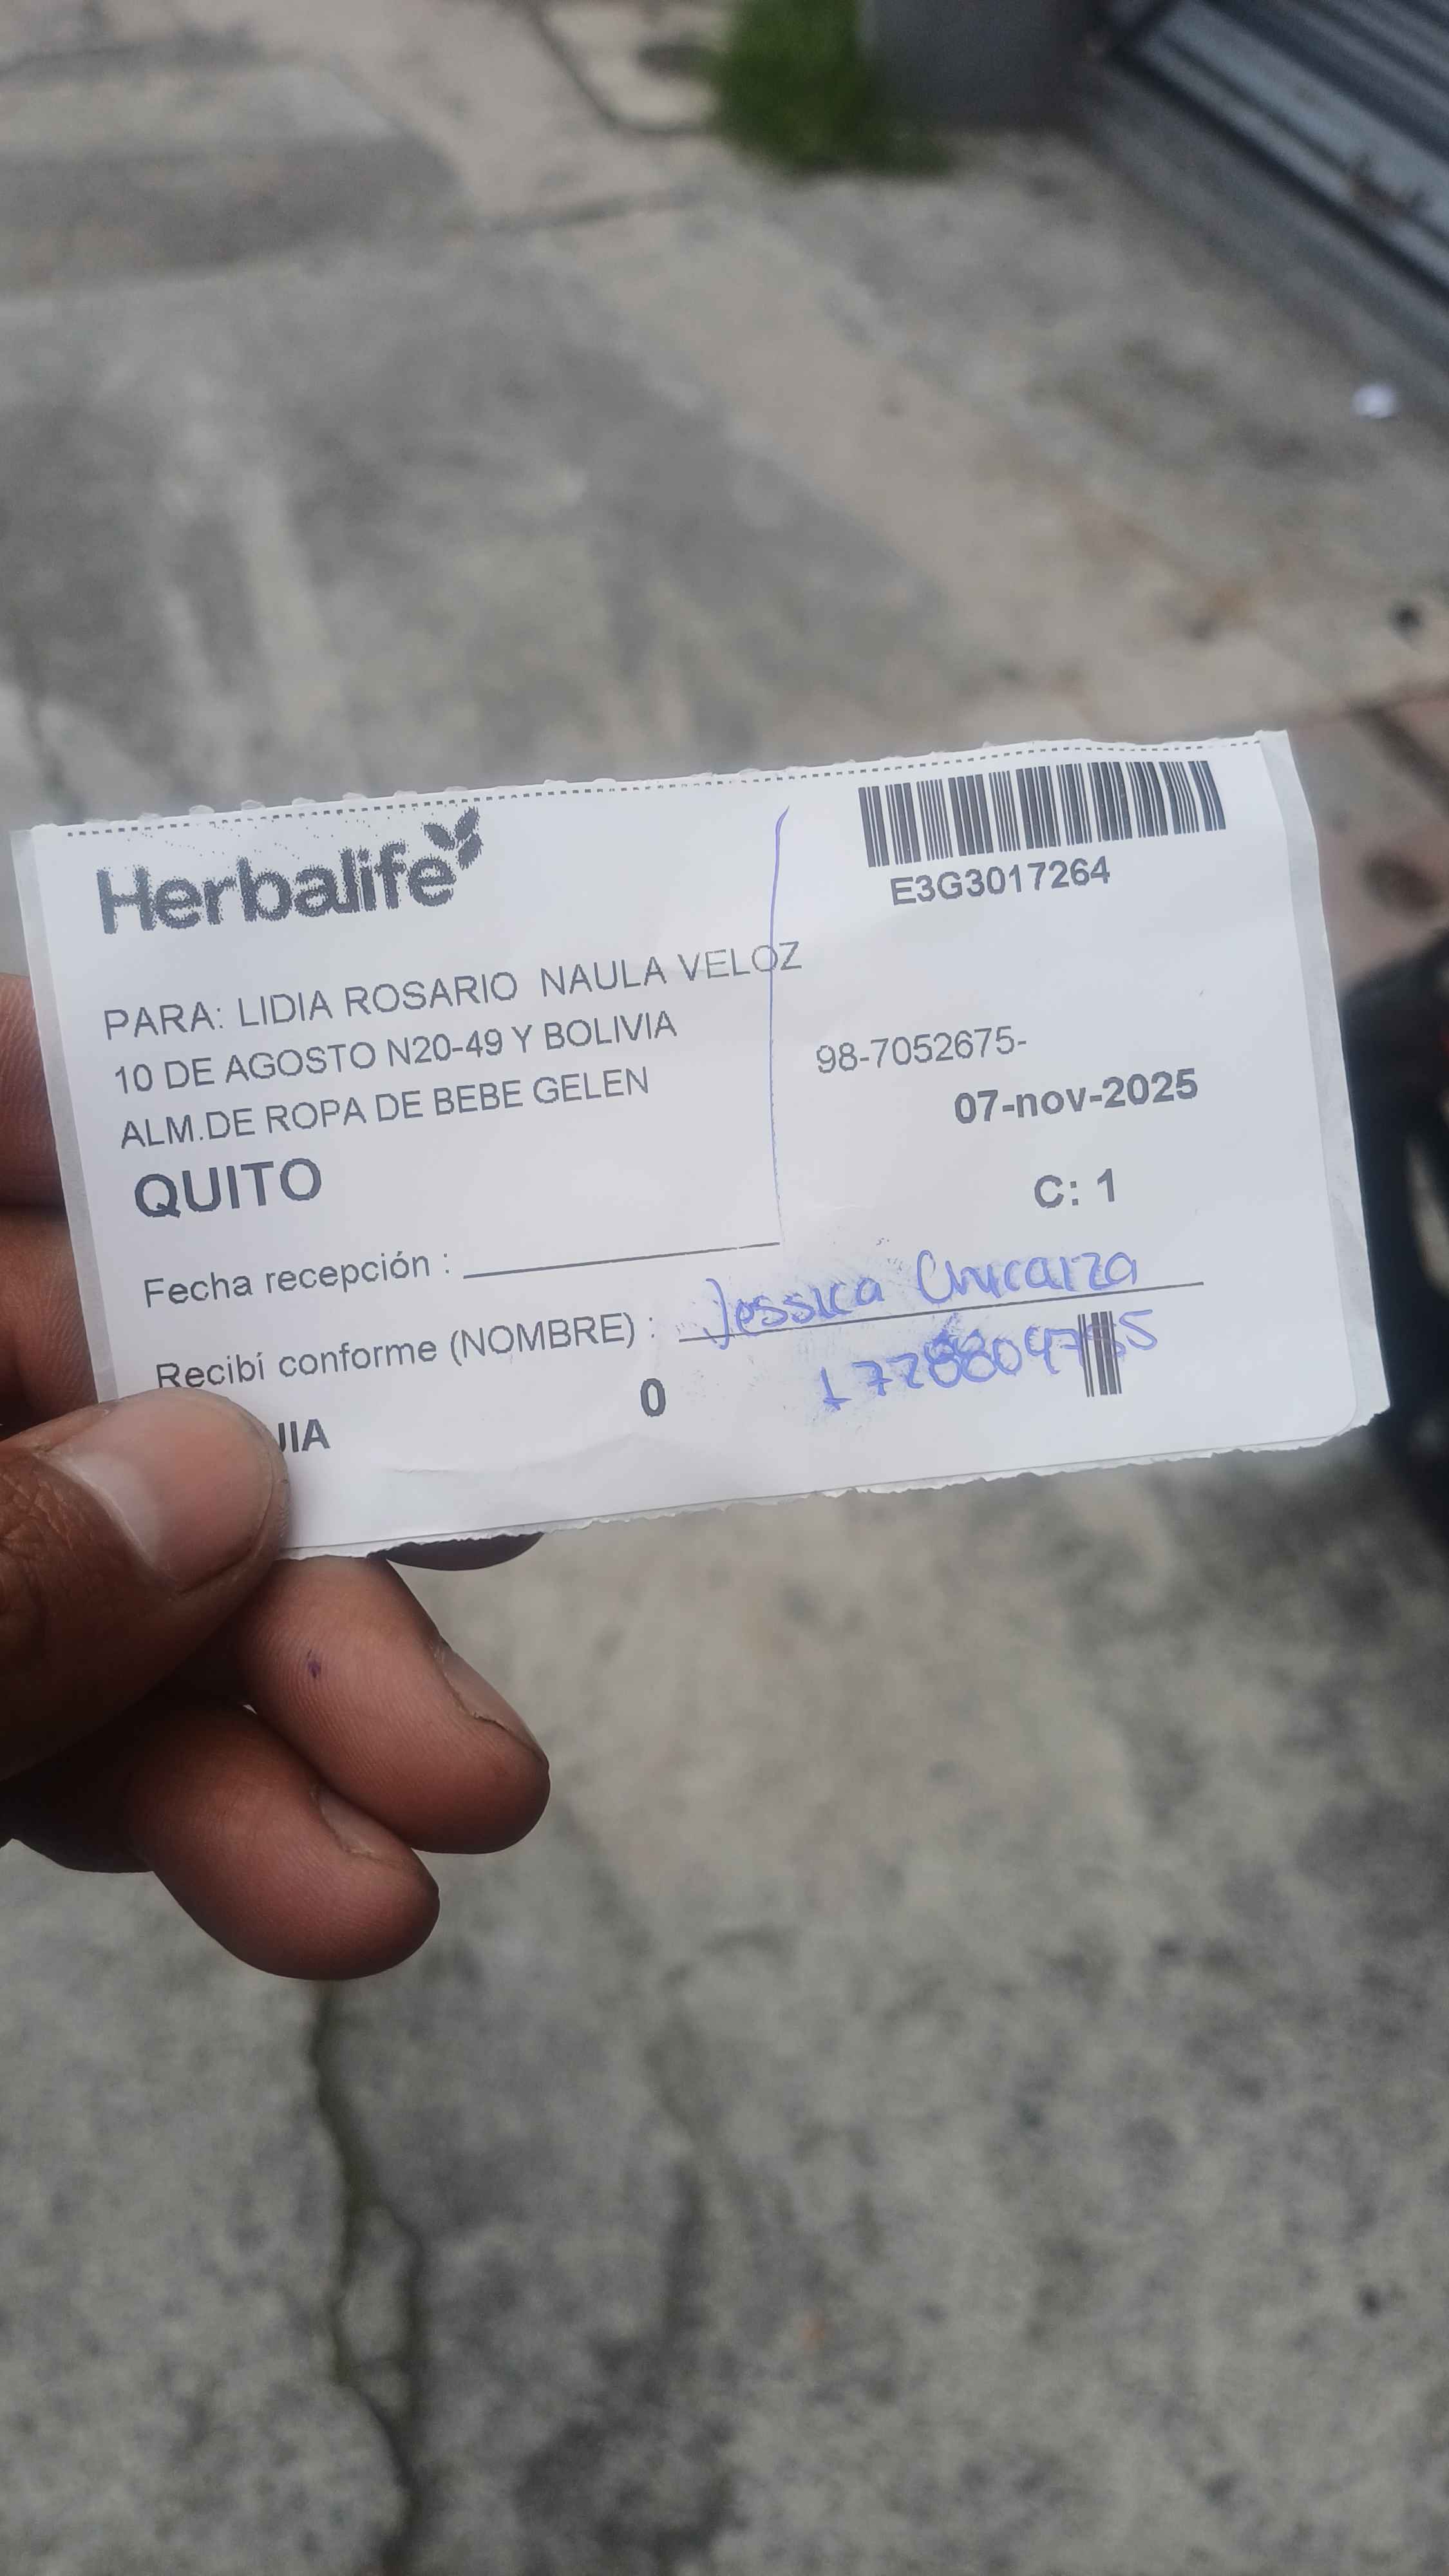 Herbalife
E3G3017264
PARA: LIDIA ROSARIO NAULA VELOZ
10 DE AGOSTO N20-49 Y BOLIVIA
98-7052675-
ALM.DE ROPA DE BEBE GELEN
07-nov-2025
QUITO
C: 1
Fecha recepción :
Recibí conforme (NOMBRE) : Jessica Chicaiza
0